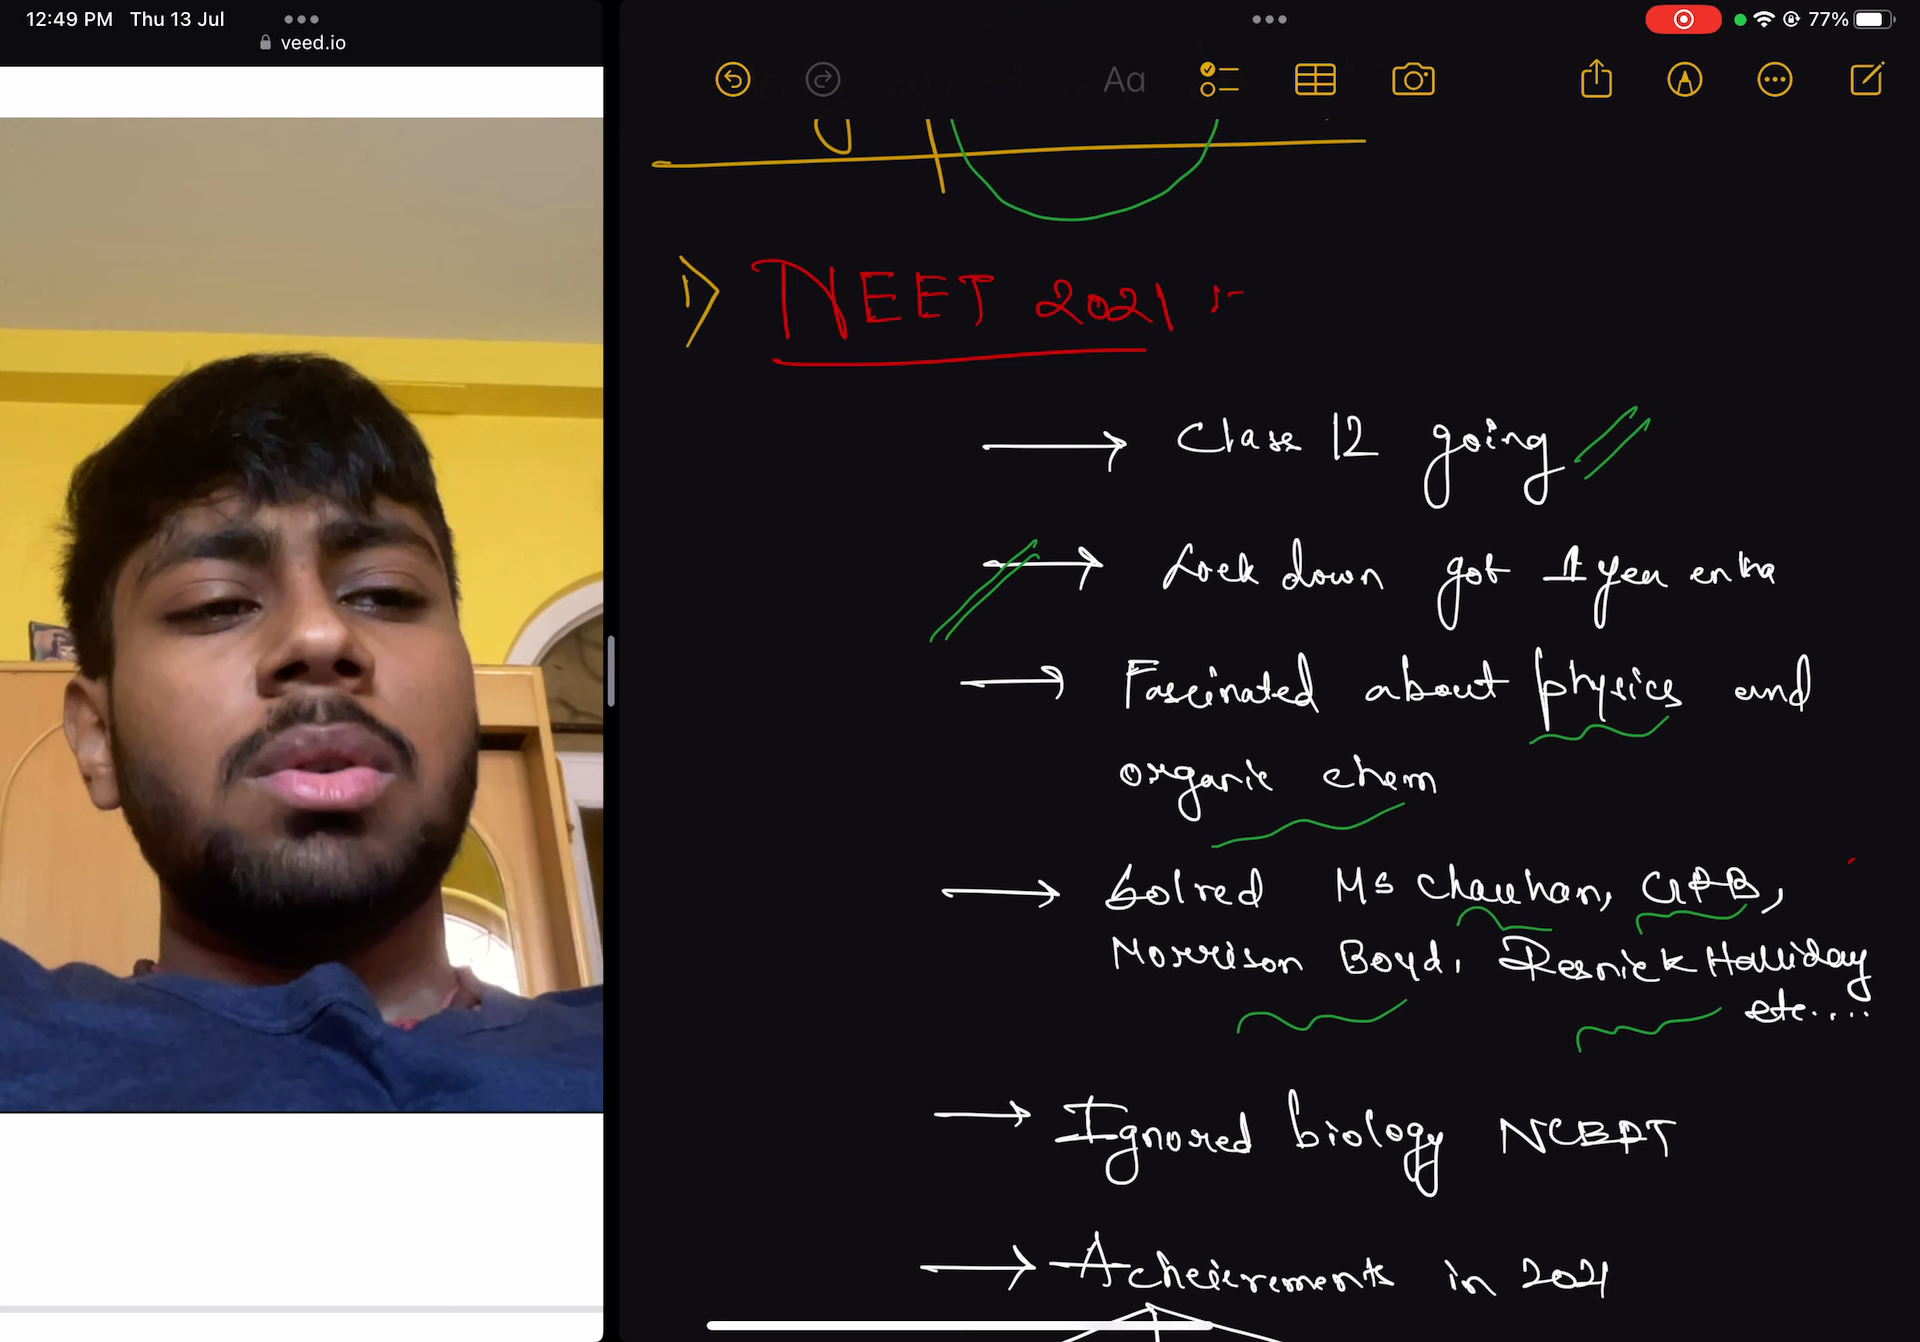 12:49 PM Thu 13 Jul
veed.io
77%
Aa
1) NEET 2021 :-
Class 12 going
Lock down got 1 year extra
Fascinated about physics and
organic chem
Solved Ms Chauhan, GRB,
Morrison Boyd, Resnick Halliday
etc....
Ignored biology NCERT
Acheievements in 2021